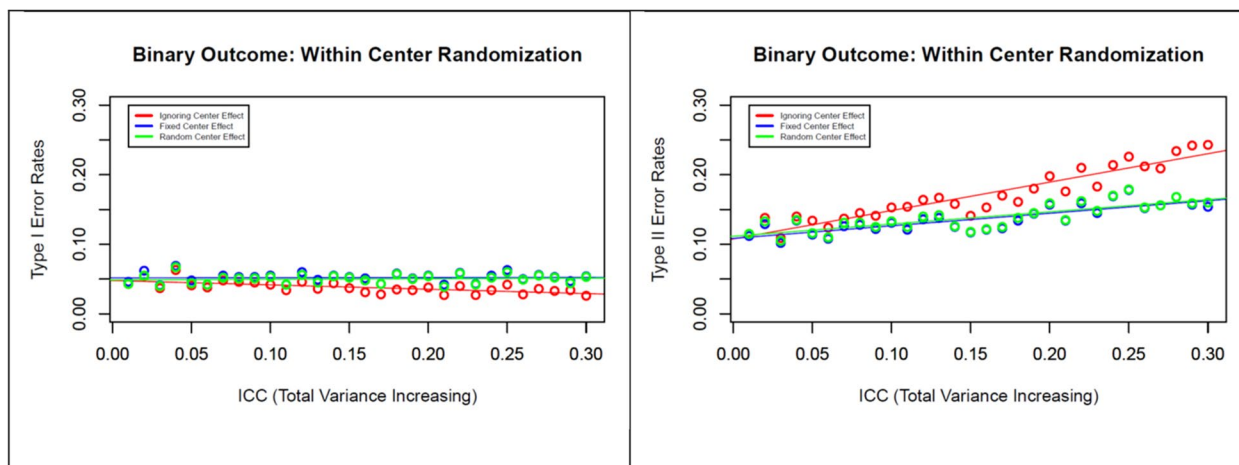 Binary Outcome: Within Center Randomization
Ignoring Center Effect
Fixed Center Effect
Random Center Effect
Type I Error Rates
0.30
0.20
0.10
0.00
0.00 0.05 0.10 0.15 0.20 0.25 0.30
ICC (Total Variance Increasing)
Binary Outcome: Within Center Randomization
Ignoring Center Effect
Fixed Center Effect
Random Center Effect
Type II Error Rates
0.30
0.20
0.10
0.00
0.00 0.05 0.10 0.15 0.20 0.25 0.30
ICC (Total Variance Increasing)